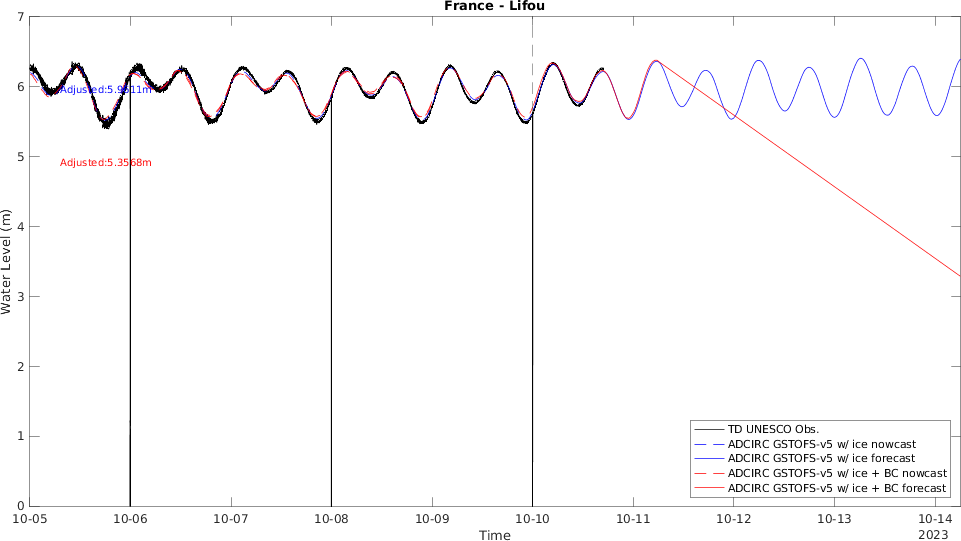 France - Lifou
7
6
5
4
3
2
1
0
Water Level (m)
Adjusted:5.9511m
Adjusted:5.3568m
TD UNESCO Obs.
ADCIRC GSTOFS-v5 w/ ice nowcast
ADCIRC GSTOFS-v5 w/ ice forecast
ADCIRC GSTOFS-v5 w/ ice + BC nowcast
ADCIRC GSTOFS-v5 w/ ice + BC forecast
10-05 10-06 10-07 10-08 10-09 10-10 10-11 10-12 10-13 10-14
Time
2023